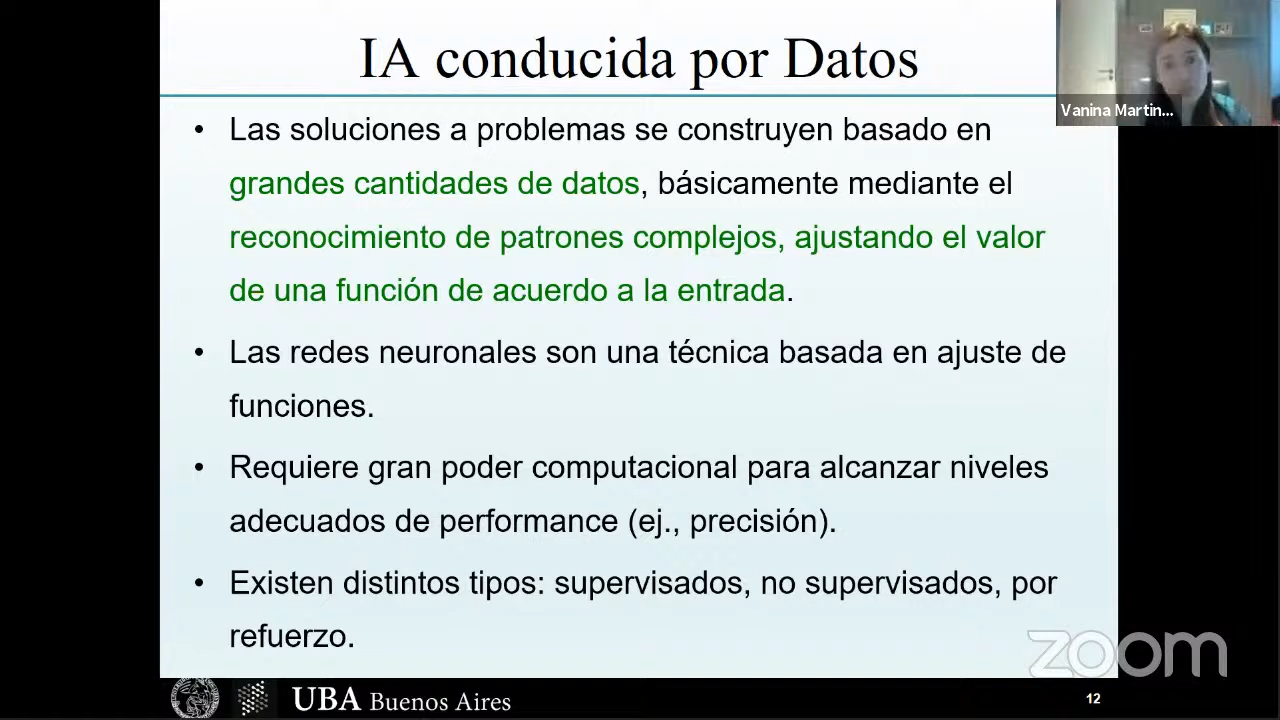 IA conducida por Datos
Vanina Martin...
• Las soluciones a problemas se construyen basado en
grandes cantidades de datos, básicamente mediante el
reconocimiento de patrones complejos, ajustando el valor
de una función de acuerdo a la entrada.
• Las redes neuronales son una técnica basada en ajuste de
funciones.
• Requiere gran poder computacional para alcanzar niveles
adecuados de performance (ej., precisión).
• Existen distintos tipos: supervisados, no supervisados, por
refuerzo.
zoom
UBA Buenos Aires
12